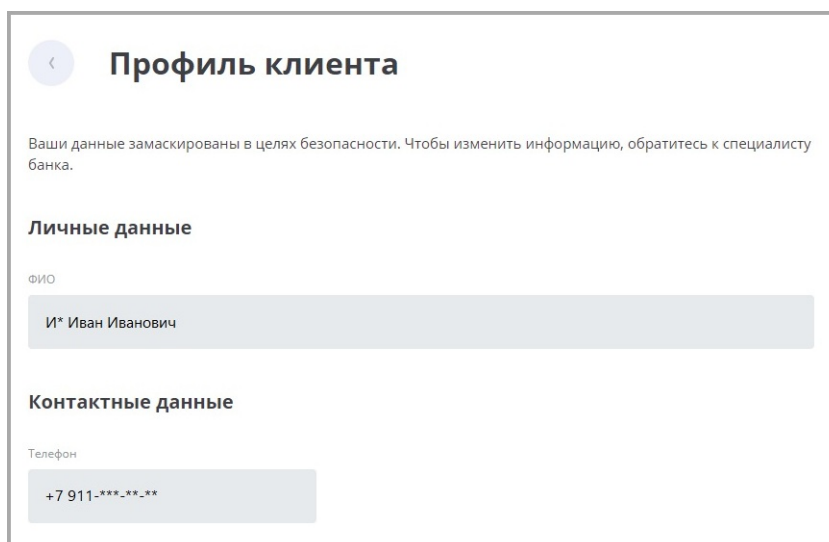 Профиль клиента
Ваши данные замаскированы в целях безопасности. Чтобы изменить информацию, обратитесь к специалисту
банка.
Личные данные
ФИО
И* Иван Иванович
Контактные данные
Телефон
+7 911-***-**-**